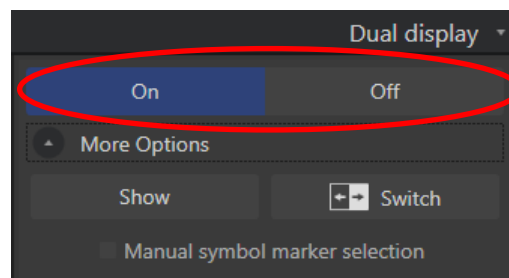 Dual display
On Off
More Options
Show Switch
Manual symbol marker selection